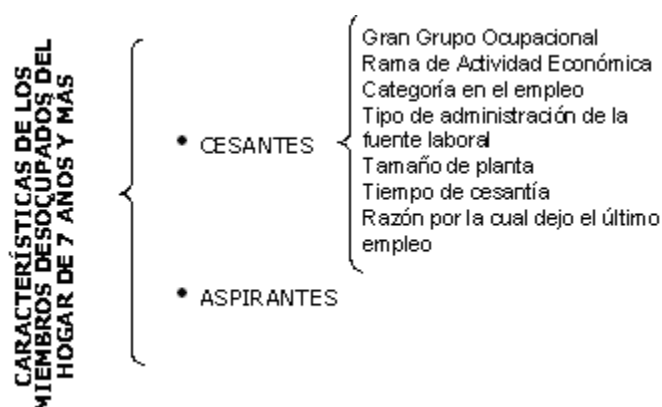 CARACTERÍSTICAS DE LOS
MIEMBROS DESOCUPADOS DEL
HOGAR DE 7 AÑOS Y MÁS
• CESANTES
Gran Grupo Ocupacional
Rama de Actividad Económica
Categoría en el empleo
Tipo de administración de la
fuente laboral
Tamaño de planta
Tiempo de cesantía
Razón por la cual dejo el último
empleo
• ASPIRANTES